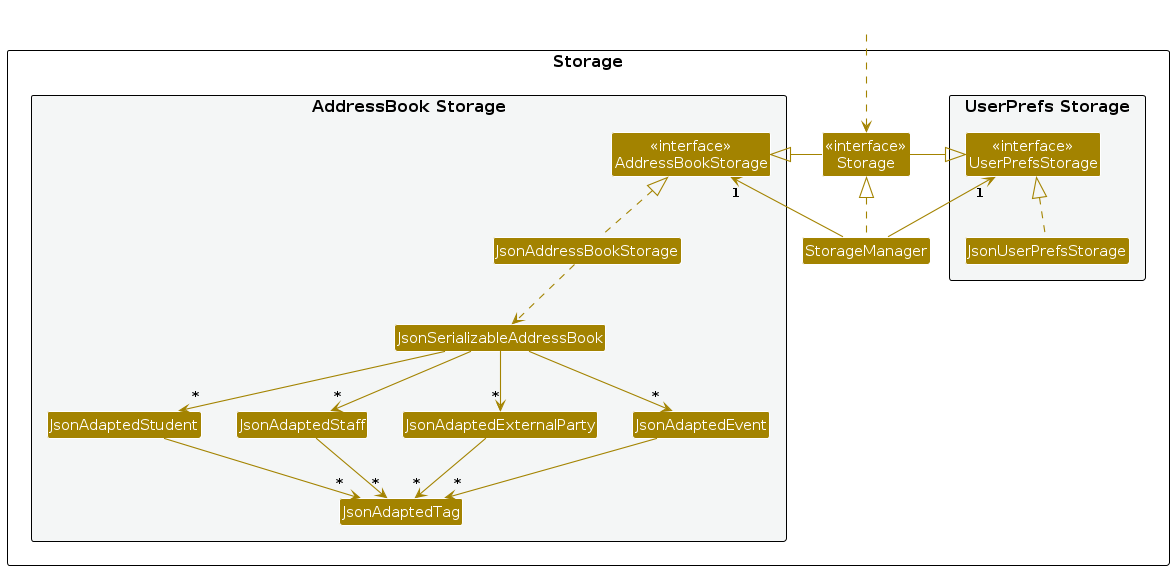 Storage
AddressBook Storage
UserPrefs Storage
«interface»
AddressBookStorage
«interface»
Storage
«interface»
UserPrefsStorage
1
1
JsonAddressBookStorage
StorageManager
JsonUserPrefsStorage
JsonSerializableAddressBook
*
*
*
*
JsonAdaptedStudent
JsonAdaptedStaff
JsonAdaptedExternalParty
JsonAdaptedEvent
*
*
*
*
JsonAdaptedTag